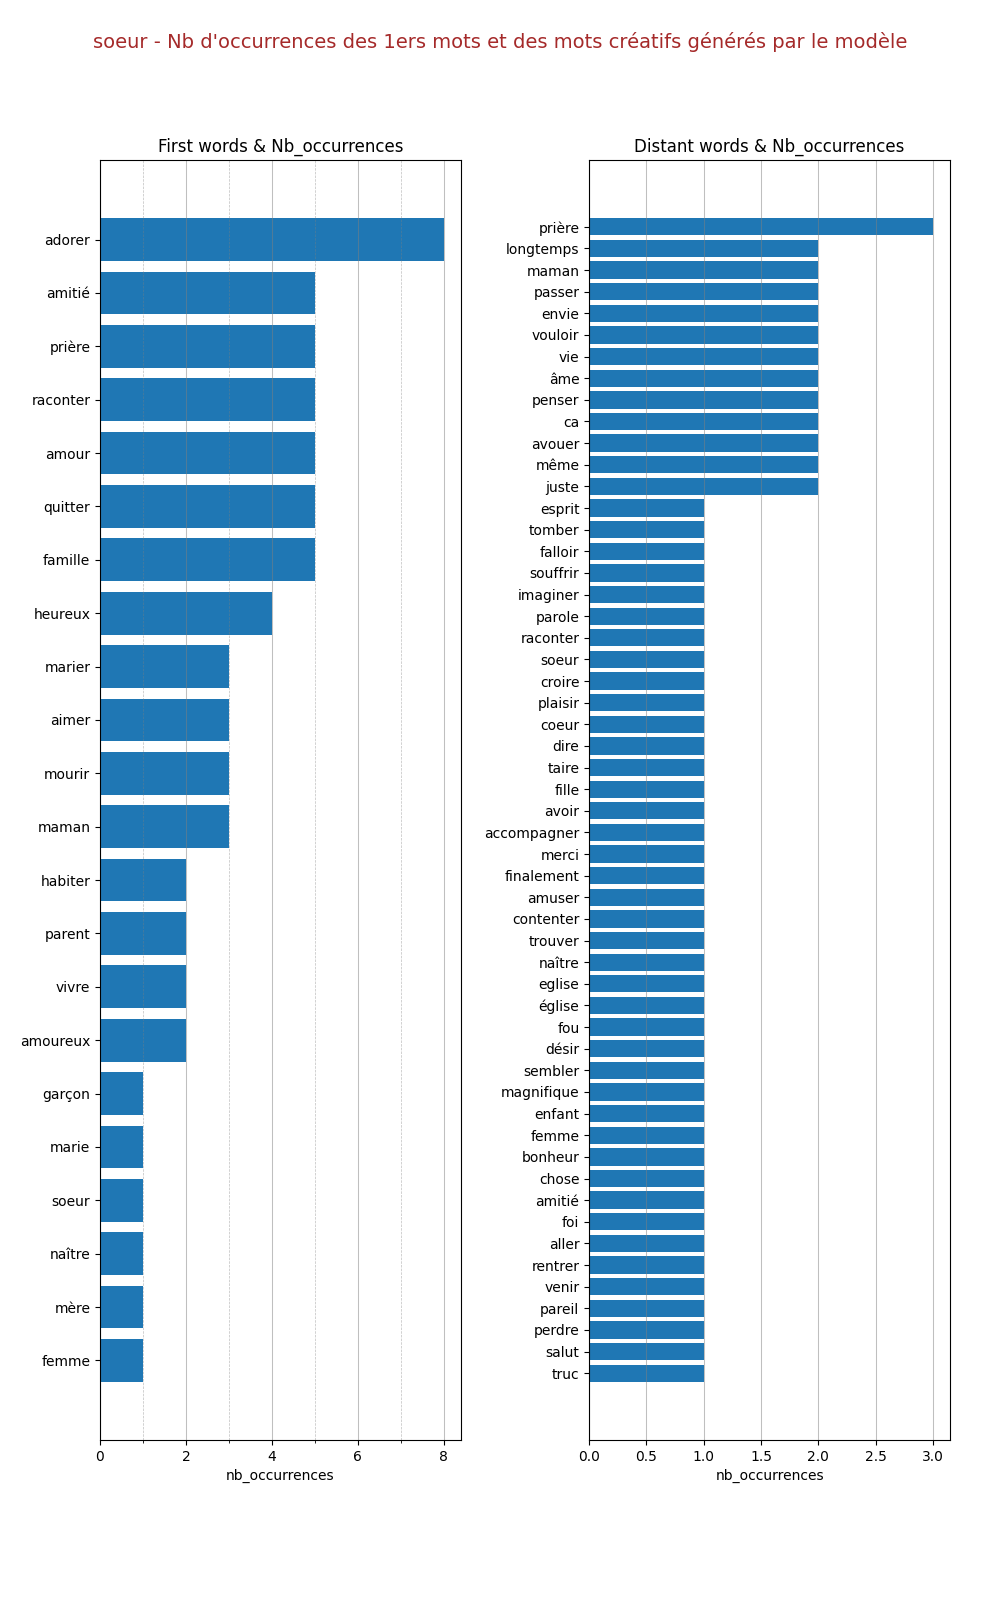 soeur - Nb d'occurrences des 1ers mots et des mots créatifs générés par le modèle
First words & Nb_occurrences
adorer
amitié
prière
raconter
amour
quitter
famille
heureux
marier
aimer
mourir
maman
habiter
parent
vivre
amoureux
garçon
marie
soeur
naître
mère
femme
0 2 4 6 8
nb_occurrences
Distant words & Nb_occurrences
prière
longtemps
maman
passer
envie
vouloir
vie
âme
penser
ca
avouer
même
juste
esprit
tomber
falloir
souffrir
imaginer
parole
raconter
soeur
croire
plaisir
coeur
dire
taire
fille
avoir
accompagner
merci
finalement
amuser
contenter
trouver
naître
eglise
église
fou
désir
sembler
magnifique
enfant
femme
bonheur
chose
amitié
foi
aller
rentrer
venir
pareil
perdre
salut
truc
0.0 0.5 1.0 1.5 2.0 2.5 3.0
nb_occurrences